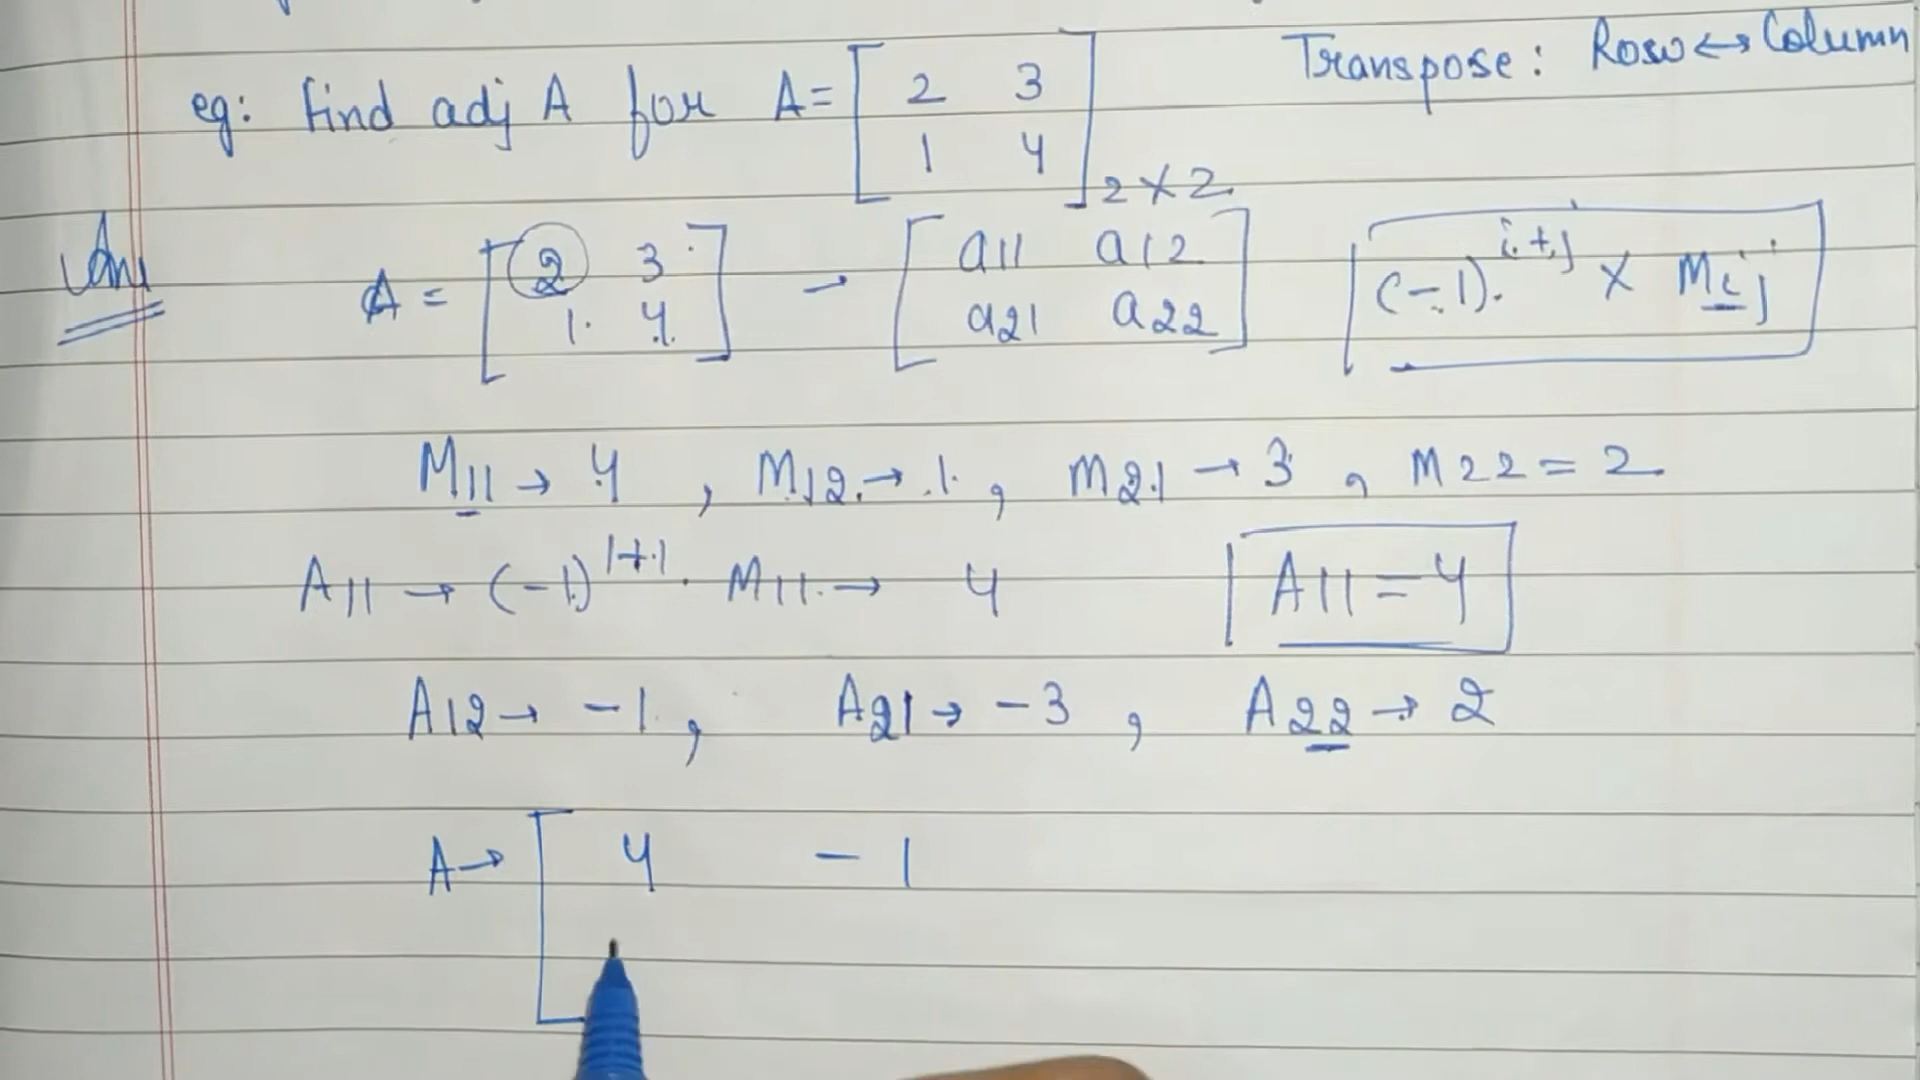 eg: find adj A for A= [ 2 3
1 4 ] 2 X 2
Transpose: Row ↔ Column
Ans
A = [ 2 3
1. 4 ] → [ a11 a12
a21 a22 ]
(-1)^i+j X Mij
M11 → 4 , M12 → 1 , M21 → 3 , M22 = 2
A11 → (-1)^1+1 . M11 → 4 A11 = 4
A12 → -1 , A21 → -3 , A22 → 2
A → [ 4 -1